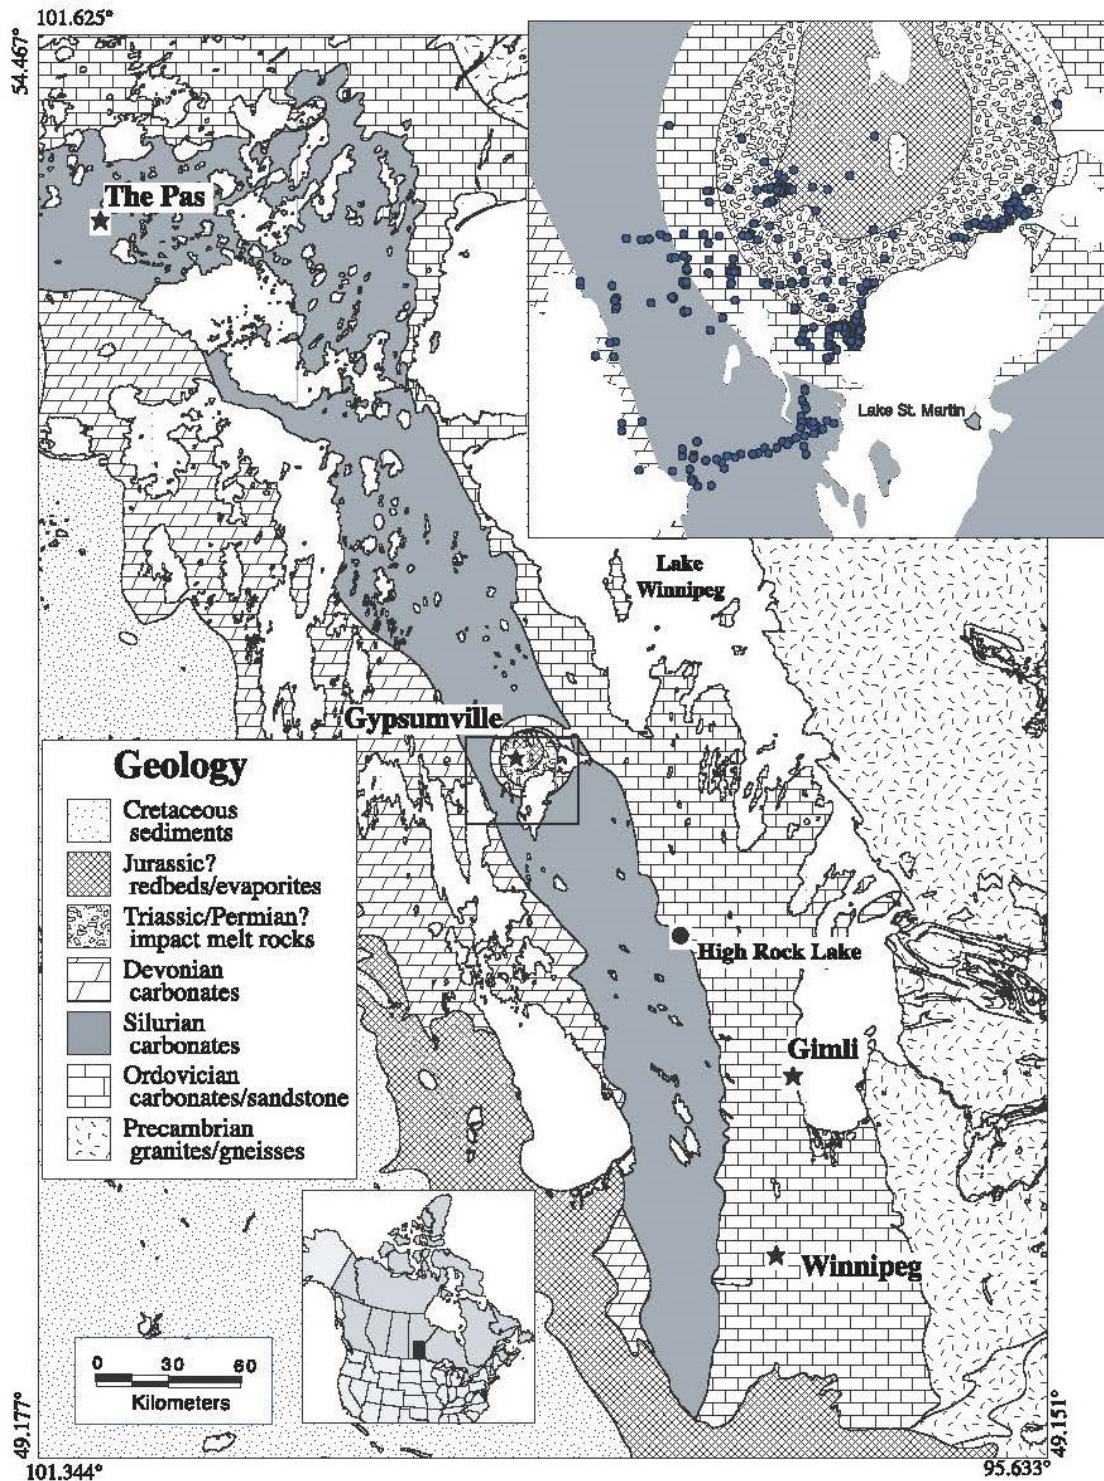 101.625°
54.467°
The Pas
Lake St. Martin
Lake
Winnipeg
Gypsumville
Geology
Cretaceous
sediments
Jurassic?
redbeds/evaporites
Triassic/Permian?
impact melt rocks
Devonian
carbonates
Silurian
carbonates
Ordovician
carbonates/sandstone
Precambrian
granites/gneisses
High Rock Lake
Gimli
Winnipeg
0 30 60
Kilometers
49.177°
49.151°
101.344°
95.633°